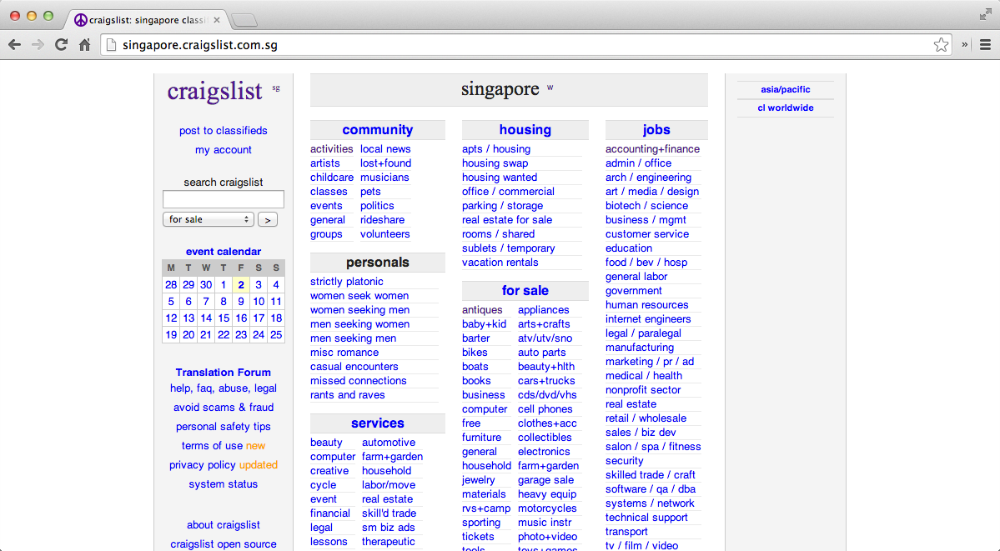 craigslist: singapore classi
singapore.craigslist.com.sg
craigslist sg
post to classifieds
my account
search craigslist
for sale
>
event calendar
M T W T F S S
28 29 30 1 2 3 4
5 6 7 8 9 10 11
12 13 14 15 16 17 18
19 20 21 22 23 24 25
Translation Forum
help, faq, abuse, legal
avoid scams & fraud
personal safety tips
terms of use new
privacy policy updated
system status
about craigslist
craigslist open source
singapore w
community
activities local news
artists lost+found
childcare musicians
classes pets
events politics
general rideshare
groups volunteers
personals
strictly platonic
women seek women
women seeking men
men seeking women
men seeking men
misc romance
casual encounters
missed connections
rants and raves
services
beauty automotive
computer farm+garden
creative household
cycle labor/move
event real estate
financial skill'd trade
legal sm biz ads
lessons therapeutic
housing
apts / housing
housing swap
housing wanted
office / commercial
parking / storage
real estate for sale
rooms / shared
sublets / temporary
vacation rentals
for sale
antiques appliances
baby+kid arts+crafts
barter atv/utv/sno
bikes auto parts
boats beauty+hlth
books cars+trucks
business cds/dvd/vhs
computer cell phones
free clothes+acc
furniture collectibles
general electronics
household farm+garden
jewelry garage sale
materials heavy equip
rvs+camp motorcycles
sporting music instr
tickets photo+video
tools toys+games
jobs
accounting+finance
admin / office
arch / engineering
art / media / design
biotech / science
business / mgmt
customer service
education
food / bev / hosp
general labor
government
human resources
internet engineers
legal / paralegal
manufacturing
marketing / pr / ad
medical / health
nonprofit sector
real estate
retail / wholesale
sales / biz dev
salon / spa / fitness
security
skilled trade / craft
software / qa / dba
systems / network
technical support
transport
tv / film / video
asia/pacific
cl worldwide